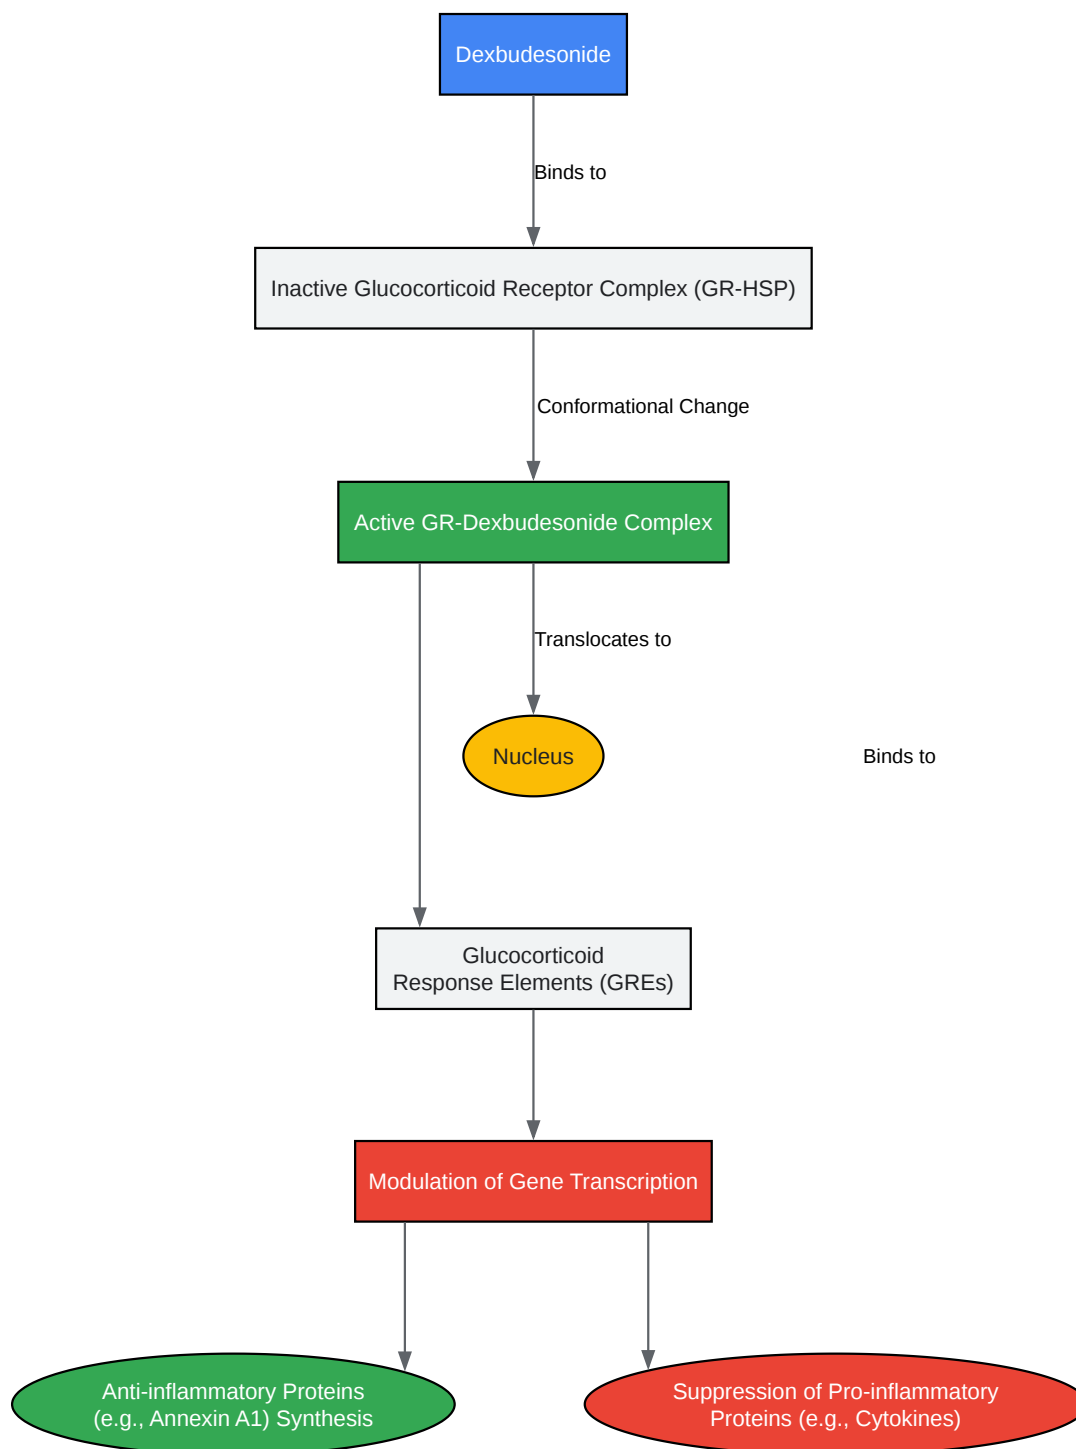 Dexbudesonide
Binds to
Inactive Glucocorticoid Receptor Complex (GR-HSP)
Conformational Change
Active GR-Dexbudesonide Complex
Translocates to
Nucleus
Binds to
Glucocorticoid
Response Elements (GREs)
Modulation of Gene Transcription
Anti-inflammatory Proteins
(e.g., Annexin A1) Synthesis
Suppression of Pro-inflammatory
Proteins (e.g., Cytokines)